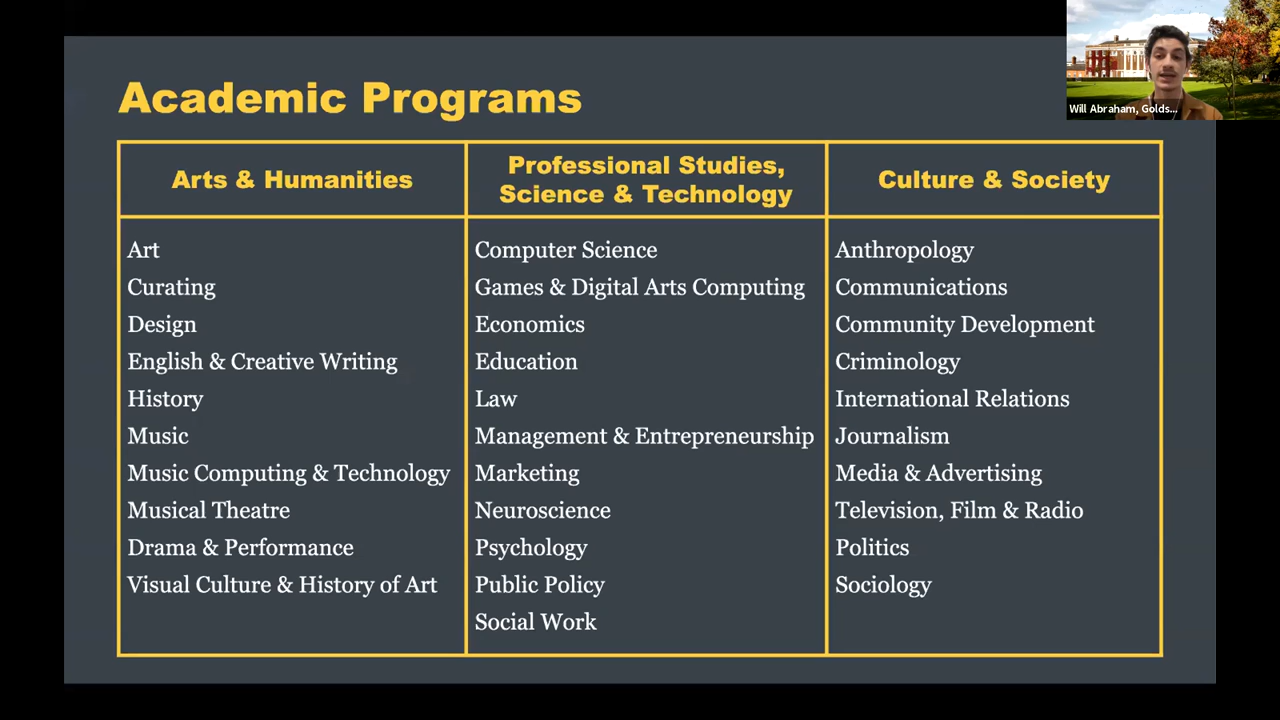 Academic Programs
Will Abraham, Golds...
Arts & Humanities
Professional Studies,
Science & Technology
Culture & Society
Art
Curating
Design
English & Creative Writing
History
Music
Music Computing & Technology
Musical Theatre
Drama & Performance
Visual Culture & History of Art
Computer Science
Games & Digital Arts Computing
Economics
Education
Law
Management & Entrepreneurship
Marketing
Neuroscience
Psychology
Public Policy
Social Work
Anthropology
Communications
Community Development
Criminology
International Relations
Journalism
Media & Advertising
Television, Film & Radio
Politics
Sociology